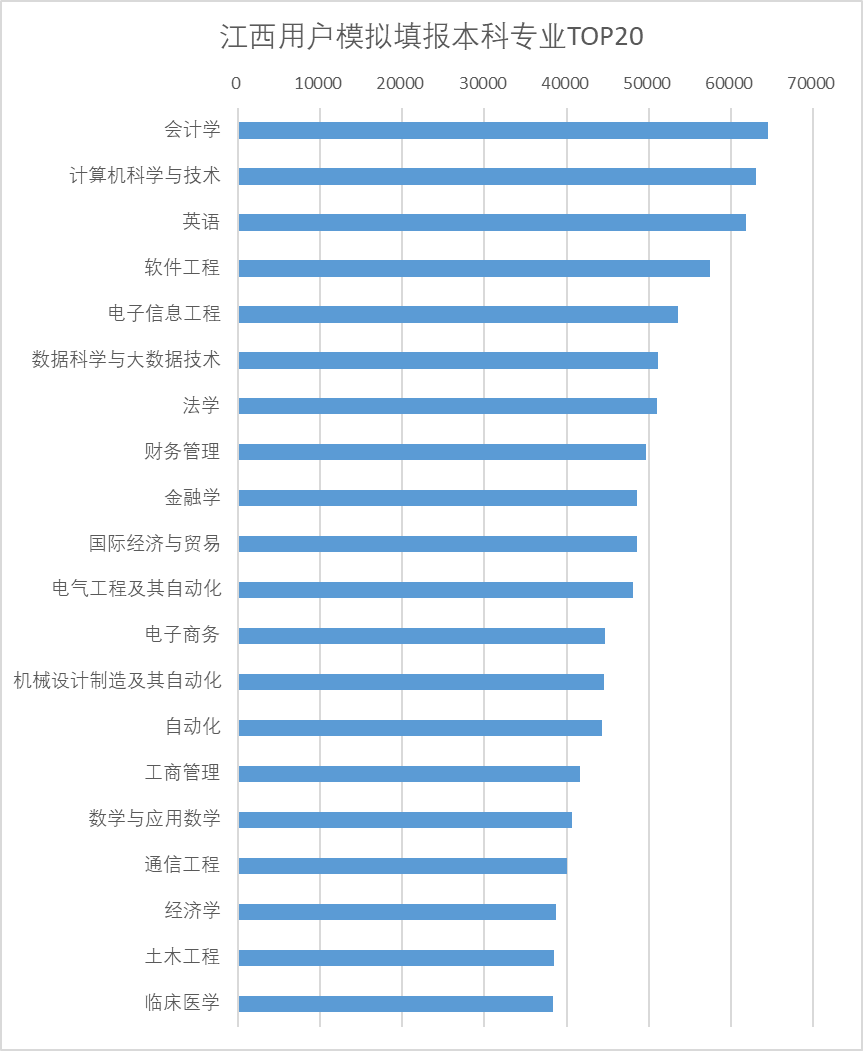 江西用户模拟填报本科专业TOP20
0 10000 20000 30000 40000 50000 60000 70000
会计学
计算机科学与技术
英语
软件工程
电子信息工程
数据科学与大数据技术
法学
财务管理
金融学
国际经济与贸易
电气工程及其自动化
电子商务
机械设计制造及其自动化
自动化
工商管理
数学与应用数学
通信工程
经济学
土木工程
临床医学